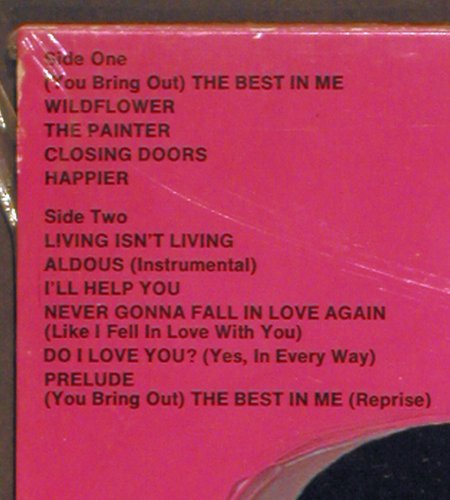 Side One
(You Bring Out) THE BEST IN ME
WILDFLOWER
THE PAINTER
CLOSING DOORS
HAPPIER
Side Two
LIVING ISN'T LIVING
ALDOUS (Instrumental)
I'LL HELP YOU
NEVER GONNA FALL IN LOVE AGAIN
(Like I Fell In Love With You)
DO I LOVE YOU? (Yes, In Every Way)
PRELUDE
(You Bring Out) THE BEST IN ME (Reprise)